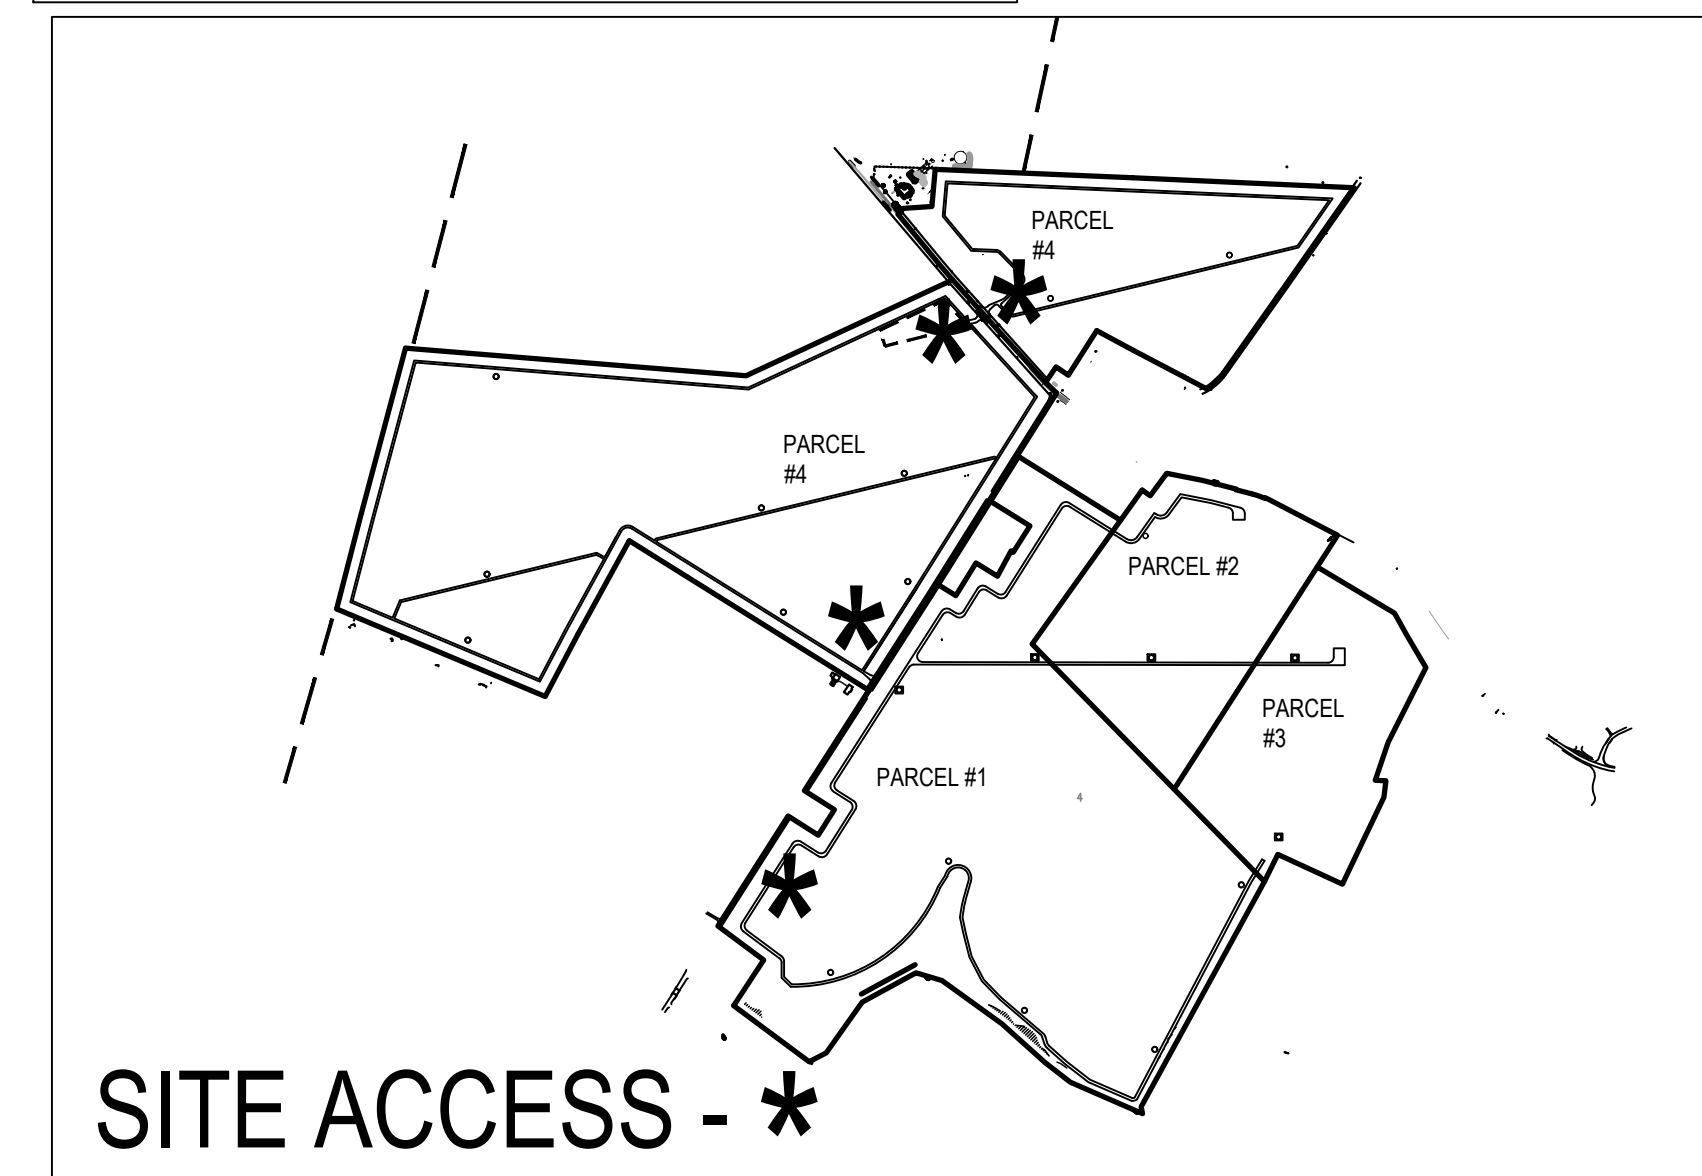 PARCEL
#4
PARCEL
#4
PARCEL #2
PARCEL
#3
PARCEL #1
4
SITE ACCESS - *